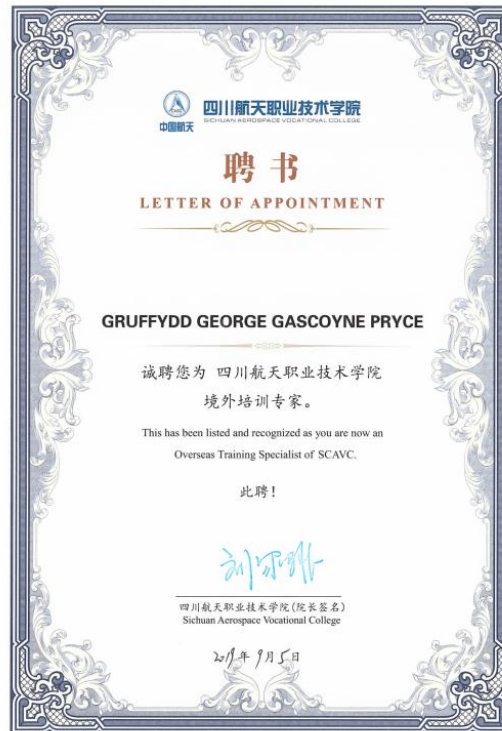 四川航天职业技术学院
SICHUAN AEROSPACE VOCATIONAL COLLEGE
中国航天
聘书
LETTER OF APPOINTMENT
GRUFFYDD GEORGE GASCOYNE PRYCE
诚聘您为 四川航天职业技术学院
境外培训专家。
This has been listed and recognized as you are now an
Overseas Training Specialist of SCAVC.
此聘！
四川航天职业技术学院(院长签名)
Sichuan Aerospace Vocational College
2019年9月5日